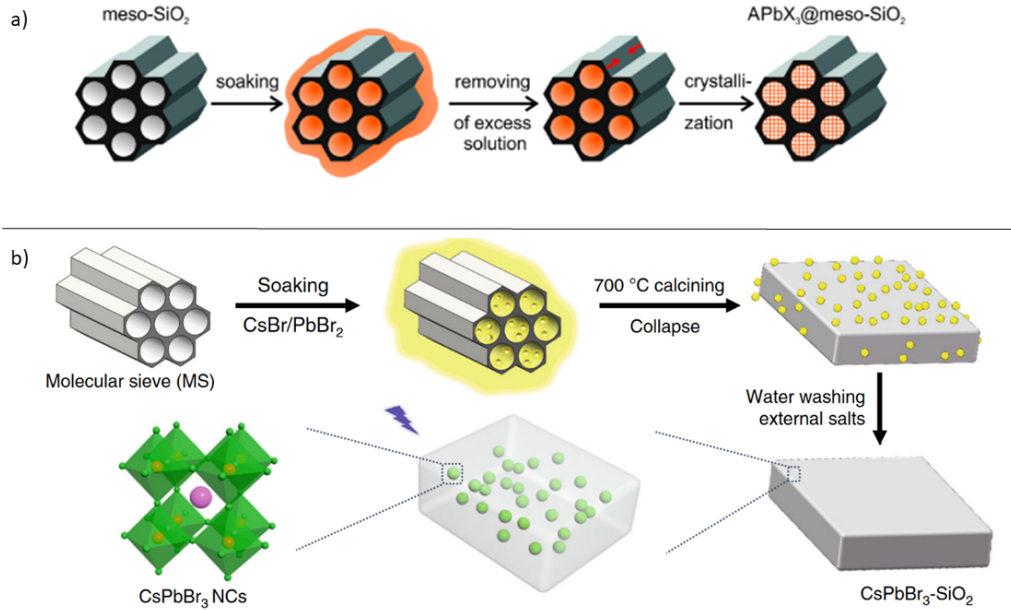 a)
meso-SiO₂
APbX₃@meso-SiO₂
soaking
removing
of excess
solution
crystalli-
zation
b)
Soaking
CsBr/PbBr₂
700 °C calcining
Collapse
Molecular sieve (MS)
Water washing
external salts
CsPbBr₃ NCs
CsPbBr₃-SiO₂